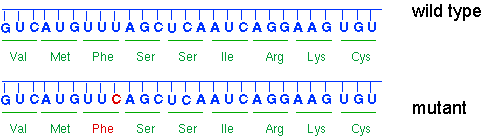 wild type
GUCAUGUUUAGCUCAAUCAGGAAGUGU
Val Met Phe Ser Ser Ile Arg Lys Cys
GUCAUGUUCAGCUCAAUCAGGAAGUGU
mutant
Val Met Phe Ser Ser Ile Arg Lys Cys